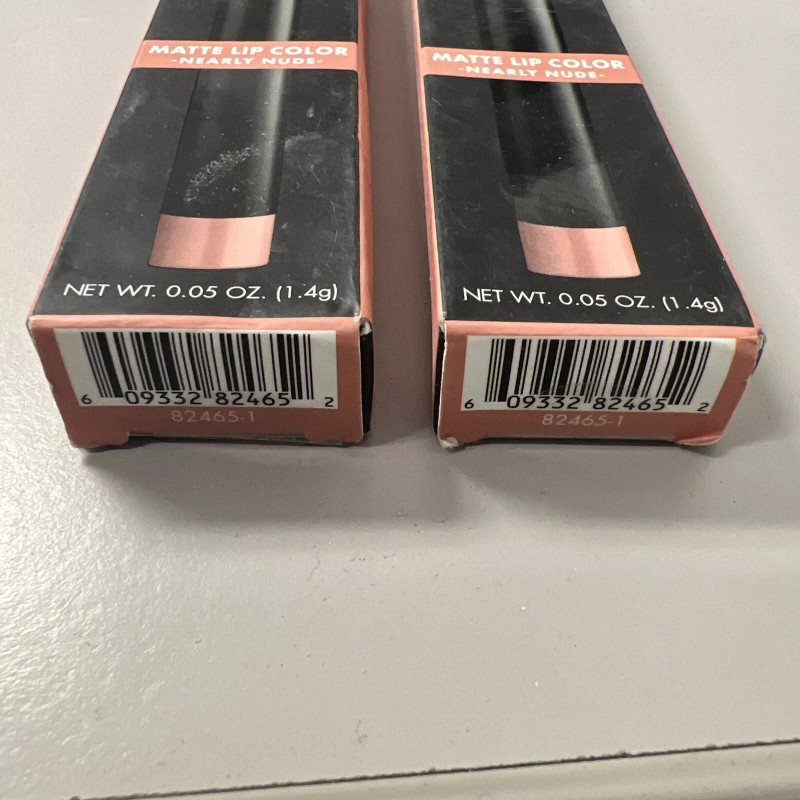 MATTE LIP COLOR
-NEARLY NUDE-
NET WT. 0.05 OZ. (1.4g)
6 09332 82465 2
82465-1
MATTE LIP COLOR
-NEARLY NUDE-
NET WT. 0.05 OZ. (1.4g)
6 09332 82465 2
82465-1